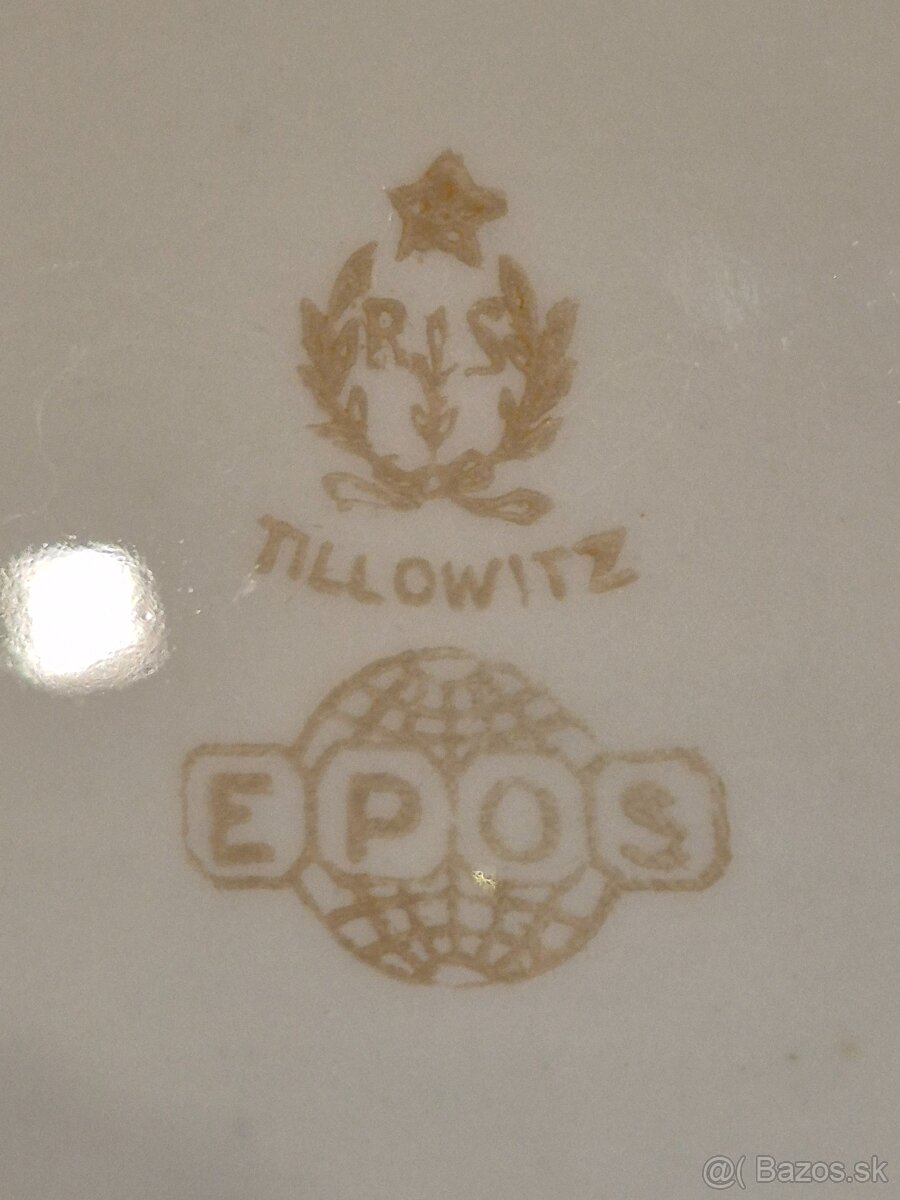 R.S.
TILLOWITZ
EPOS
@( Bazos.sk